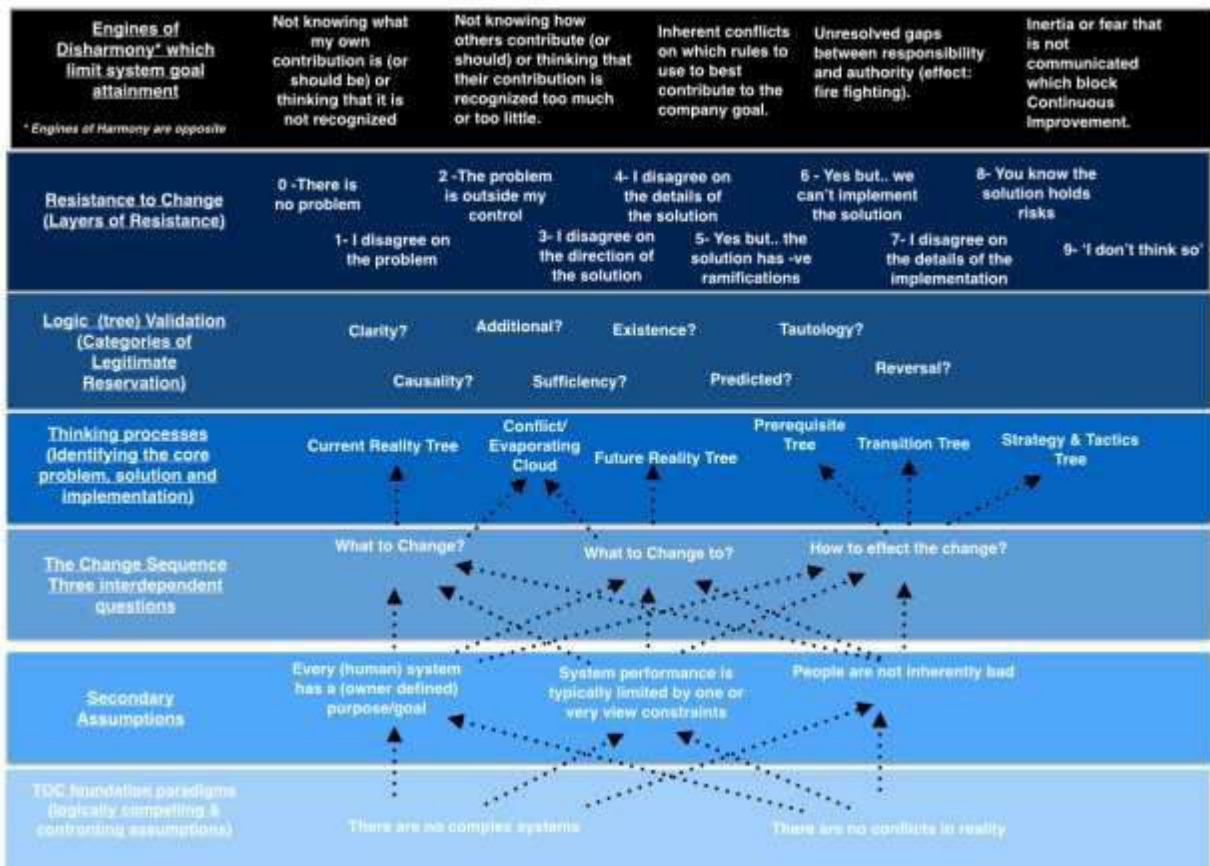 Engines of
Disharmony* which
limit system goal
attainment
* Engines of Harmony are opposite
Not knowing what
my own
contribution is (or
should be) or
thinking that it is
not recognized
Not knowing how
others contribute (or
should) or thinking that
their contribution is
recognized too much
or too little.
Inherent conflicts
on which rules to
use to best
contribute to the
company goal.
Unresolved gaps
between responsibility
and authority (effect:
fire fighting).
Inertia or fear that
is not
communicated
which block
Continuous
Improvement.
Resistance to Change
(Layers of Resistance)
0 -There is
no problem
1- I disagree on
the problem
2 -The problem
is outside my
control
3- I disagree on
the direction of
the solution
4- I disagree on
the details of
the solution
5- Yes but.. the
solution has -ve
ramifications
6 - Yes but.. we
can't implement
the solution
7- I disagree on
the details of the
implementation
8- You know the
solution holds
risks
9- 'I don't think so'
Logic (tree) Validation
(Categories of
Legitimate
Reservation)
Clarity?
Causality?
Additional?
Sufficiency?
Existence?
Predicted?
Tautology?
Reversal?
Thinking processes
(Identifying the core
problem, solution and
implementation)
Current Reality Tree
Conflict/
Evaporating
Cloud
Future Reality Tree
Prerequisite
Tree
Transition Tree
Strategy & Tactics
Tree
The Change Sequence
Three interdependent
questions
What to Change?
What to Change to?
How to effect the change?
Secondary
Assumptions
Every (human) system
has a (owner defined)
purpose/goal
System performance is
typically limited by one or
very view constraints
People are not inherently bad
TOC foundation paradigms
(logically compelling &
confronting assumptions)
There are no complex systems
There are no conflicts in reality